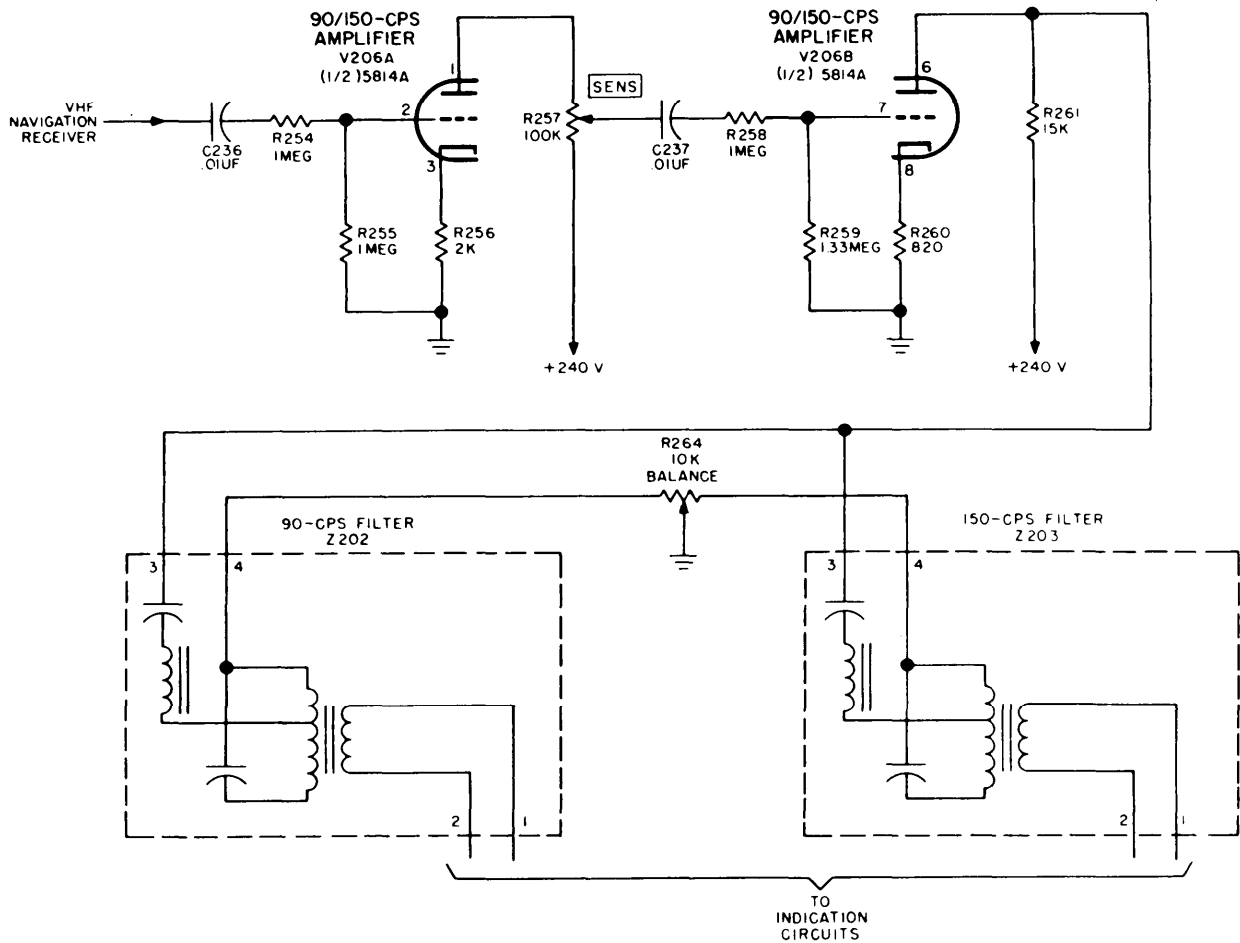 90/150-CPS
AMPLIFIER
V206A
(1/2) 5814A
1
2
3
VHF
NAVIGATION
RECEIVER
C236
.01UF
R254
1MEG
R255
1MEG
R256
2K
R257
100K
SENS
+240 V
C237
.01UF
R258
1MEG
90/150-CPS
AMPLIFIER
V206B
(1/2) 5814A
6
7
8
R259
1.33MEG
R260
820
R261
15K
+240 V
R264
10K
BALANCE
90-CPS FILTER
Z202
3
4
2
1
150-CPS FILTER
Z203
3
4
2
1
TO
INDICATION
CIRCUITS